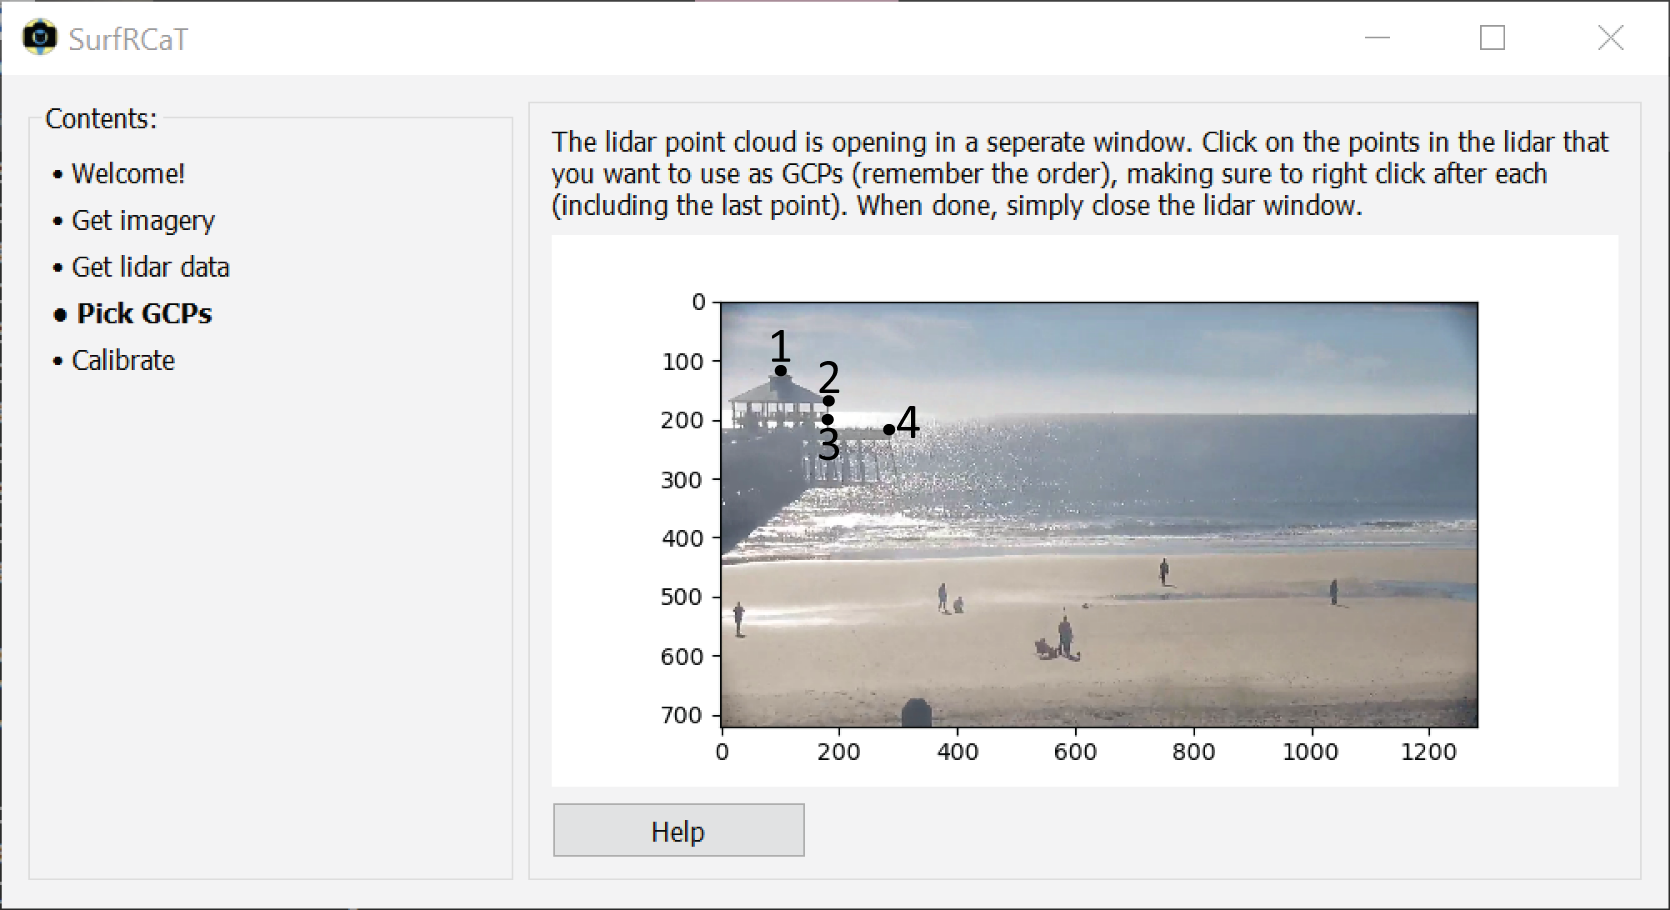 SurfRCaT
Contents:
• Welcome!
• Get imagery
• Get lidar data
• Pick GCPs
• Calibrate
The lidar point cloud is opening in a seperate window. Click on the points in the lidar that
you want to use as GCPs (remember the order), making sure to right click after each
(including the last point). When done, simply close the lidar window.
0
100
200
300
400
500
600
700
1
2
3
4
0 200 400 600 800 1000 1200
Help